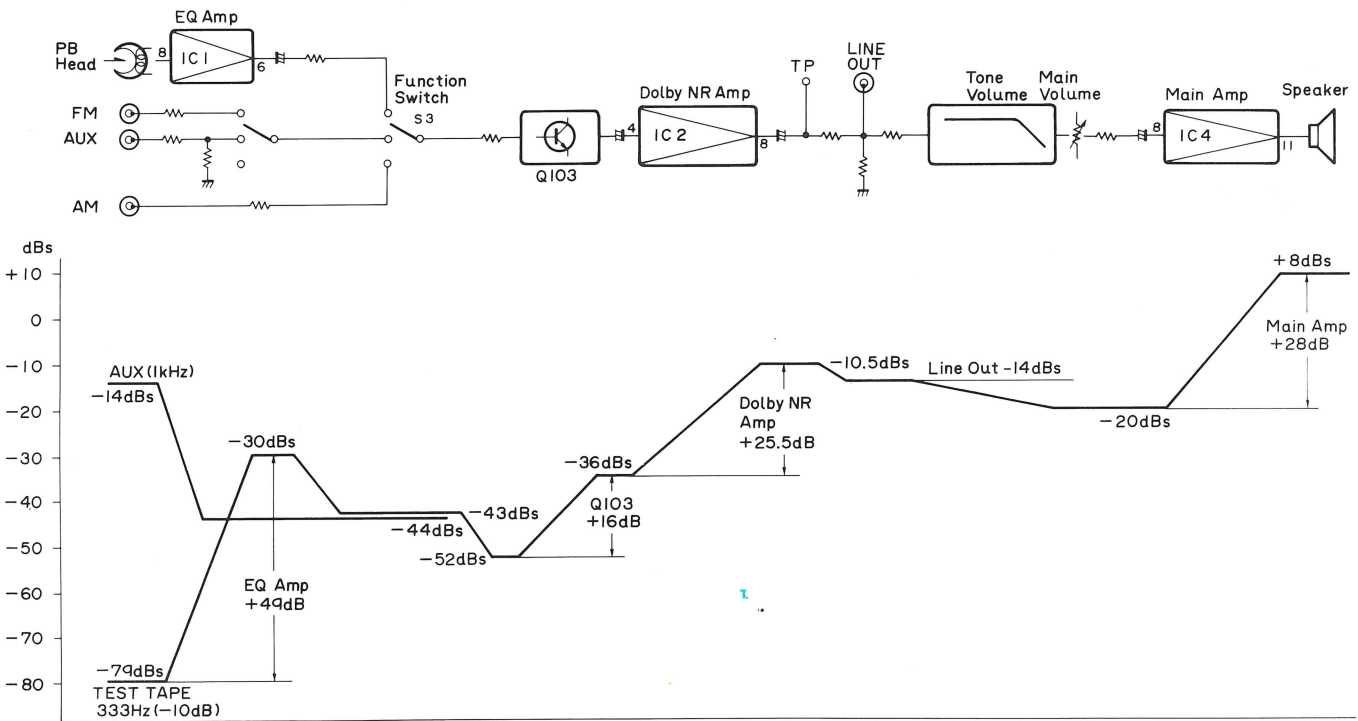 EQ Amp
PB
Head
8
IC1
6
Function
Switch
S3
FM
AUX
AM
Q103
Dolby NR Amp
4
IC2
8
TP
LINE
OUT
Tone
Volume
Main
Volume
Main Amp
8
IC4
11
Speaker
dBs
+10
0
-10
-20
-30
-40
-50
-60
-70
-80
AUX (1kHz)
-14dBs
-30dBs
EQ Amp
+49dB
-79dBs
TEST TAPE
333Hz (-10dB)
-43dBs
-44dBs
-52dBs
-36dBs
Q103
+16dB
Dolby NR
Amp
+25.5dB
-10.5dBs
Line Out -14dBs
-20dBs
+8dBs
Main Amp
+28dB